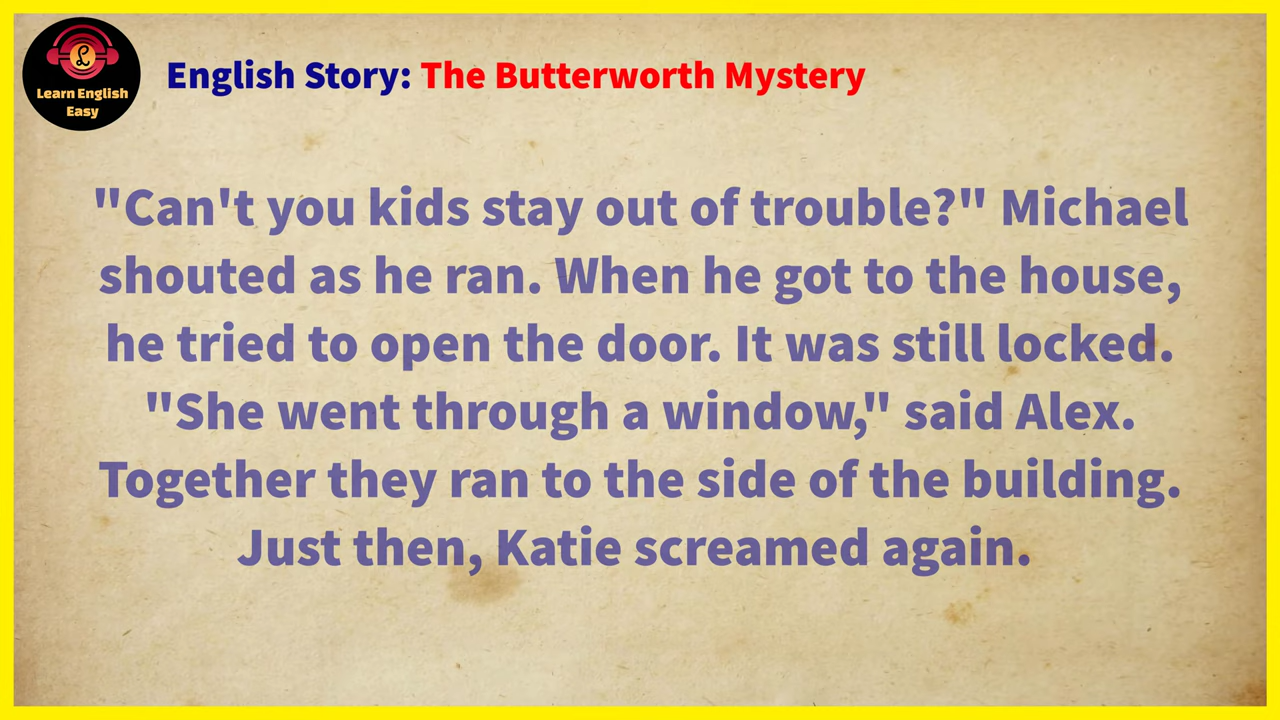 Learn English
Easy
English Story: The Butterworth Mystery
"Can't you kids stay out of trouble?" Michael
shouted as he ran. When he got to the house,
he tried to open the door. It was still locked.
"She went through a window," said Alex.
Together they ran to the side of the building.
Just then, Katie screamed again.